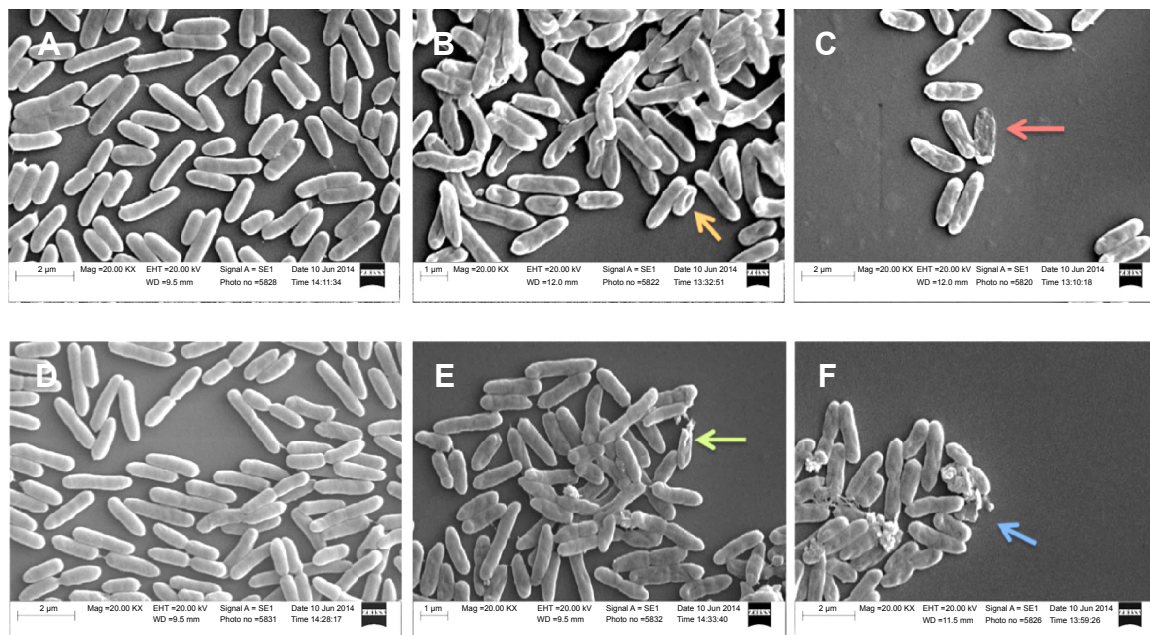 A
B
C
2 µm Mag =20.00 KX EHT =20.00 kV Signal A = SE1 Date 10 Jun 2014
WD =9.5 mm Photo no =5828 Time 14:11:34
1 µm Mag =20.00 KX EHT =20.00 kV Signal A = SE1 Date 10 Jun 2014
WD =12.0 mm Photo no =5822 Time 13:32:51
2 µm Mag =20.00 KX EHT =20.00 kV Signal A = SE1 Date 10 Jun 2014
WD =12.0 mm Photo no =5820 Time 13:10:18
D
E
F
2 µm Mag =20.00 KX EHT =20.00 kV Signal A = SE1 Date 10 Jun 2014
WD =9.5 mm Photo no =5831 Time 14:28:17
1 µm Mag =20.00 KX EHT =20.00 kV Signal A = SE1 Date 10 Jun 2014
WD =9.5 mm Photo no =5832 Time 14:33:40
2 µm Mag =20.00 KX EHT =20.00 kV Signal A = SE1 Date 10 Jun 2014
WD =11.5 mm Photo no =5826 Time 13:59:26